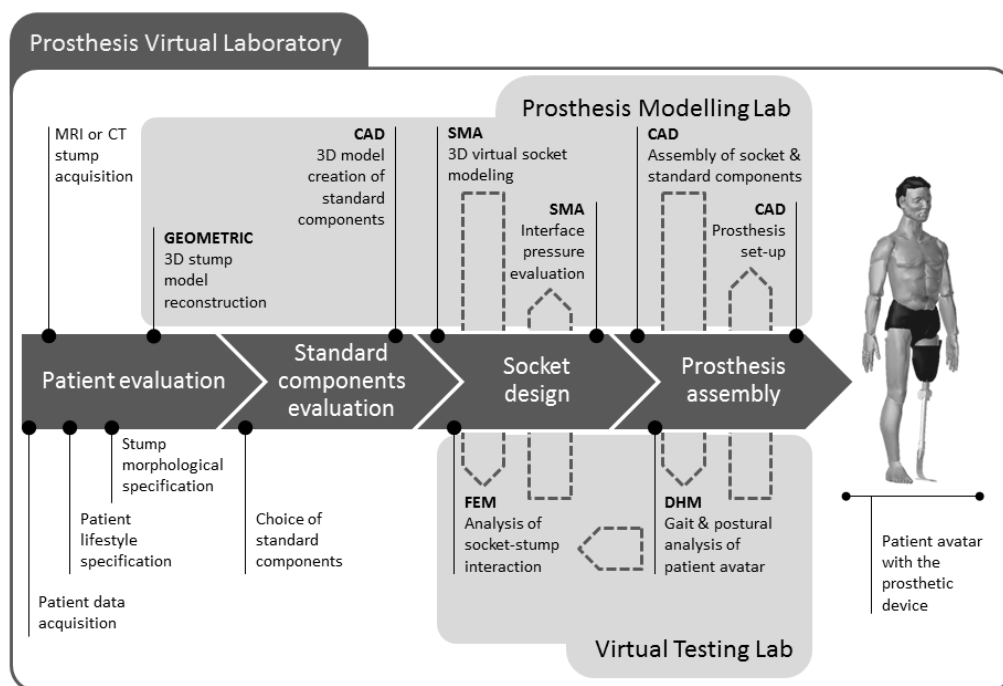 Prosthesis Virtual Laboratory
Prosthesis Modelling Lab
MRI or CT
stump
acquisition
GEOMETRIC
3D stump
model
reconstruction
CAD
3D model
creation of
standard
components
SMA
3D virtual socket
modeling
SMA
Interface
pressure
evaluation
CAD
Assembly of socket &
standard components
CAD
Prosthesis
set-up
Patient evaluation
Standard
components
evaluation
Socket
design
Prosthesis
assembly
Patient data
acquisition
Patient
lifestyle
specification
Stump
morphological
specification
Choice of
standard
components
FEM
Analysis of
socket-stump
interaction
DHM
Gait & postural
analysis of
patient avatar
Virtual Testing Lab
Patient avatar
with the
prosthetic
device